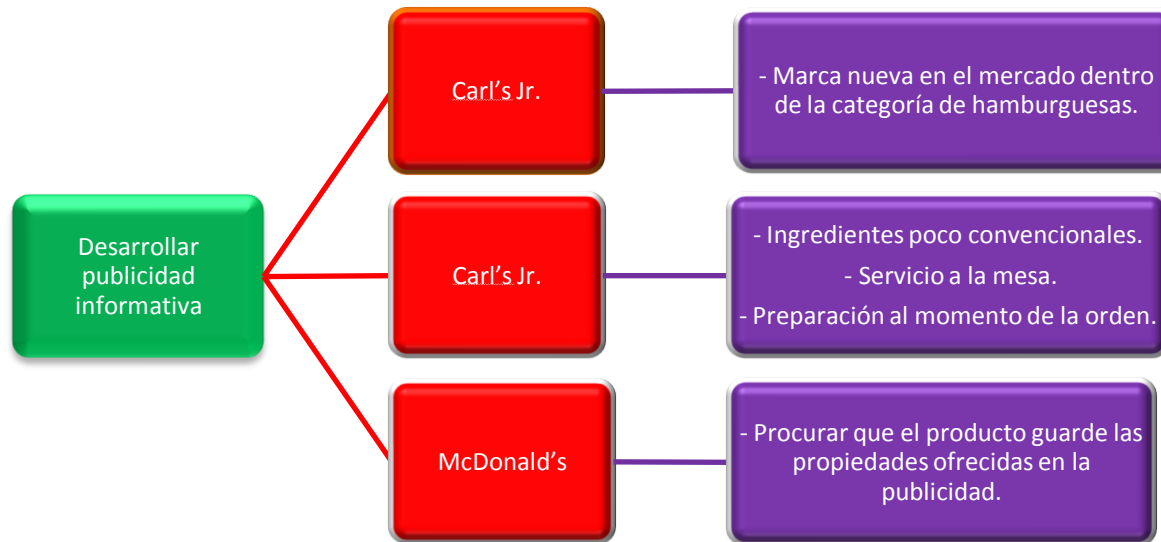 Carl's Jr.
- Marca nueva en el mercado dentro
de la categoría de hamburguesas.
Desarrollar
publicidad
informativa
Carl's Jr.
- Ingredientes poco convencionales.
- Servicio a la mesa.
- Preparación al momento de la orden.
McDonald's
- Procurar que el producto guarde las
propiedades ofrecidas en la
publicidad.